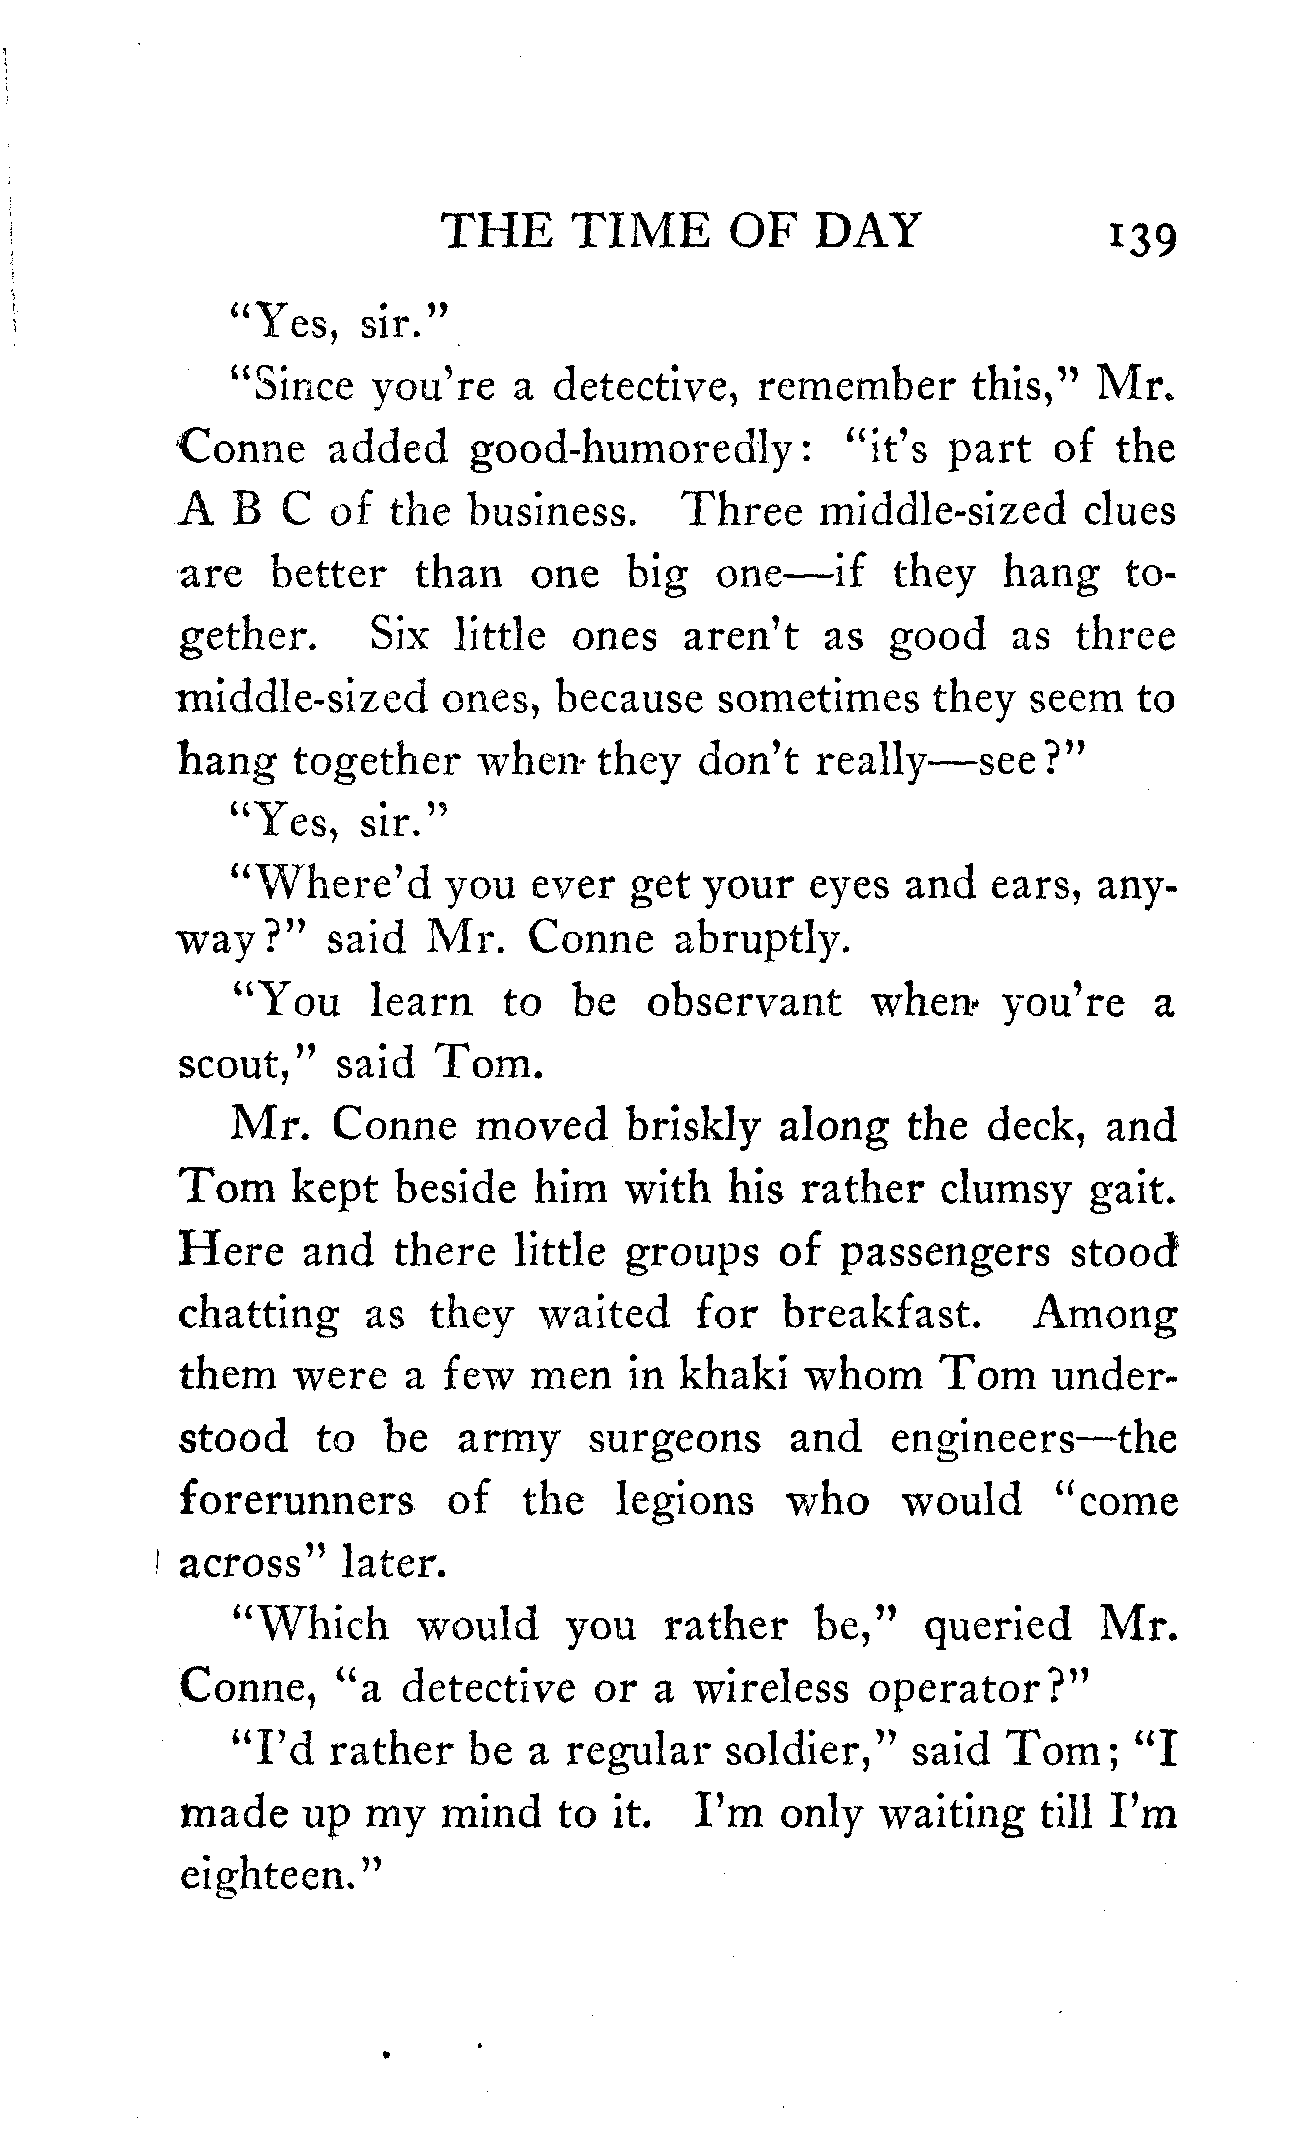 THE TIME OF DAY 139
“Yes, sir.”
“Since you’re a detective, remember this,” Mr.
Conne added good-humoredly: “it’s part of the
A B C of the business. Three middle-sized clues
are better than one big one—if they hang to-
gether. Six little ones aren’t as good as three
middle-sized ones, because sometimes they seem to
hang together when they don’t really—see?”
“Yes, sir.”
“Where’d you ever get your eyes and ears, any-
way?” said Mr. Conne abruptly.
“You learn to be observant when you’re a
scout,” said Tom.
Mr. Conne moved briskly along the deck, and
Tom kept beside him with his rather clumsy gait.
Here and there little groups of passengers stood
chatting as they waited for breakfast. Among
them were a few men in khaki whom Tom under-
stood to be army surgeons and engineers—the
forerunners of the legions who would “come
across” later.
“Which would you rather be,” queried Mr.
Conne, “a detective or a wireless operator?”
“I’d rather be a regular soldier,” said Tom; “I
made up my mind to it. I’m only waiting till I’m
eighteen.”